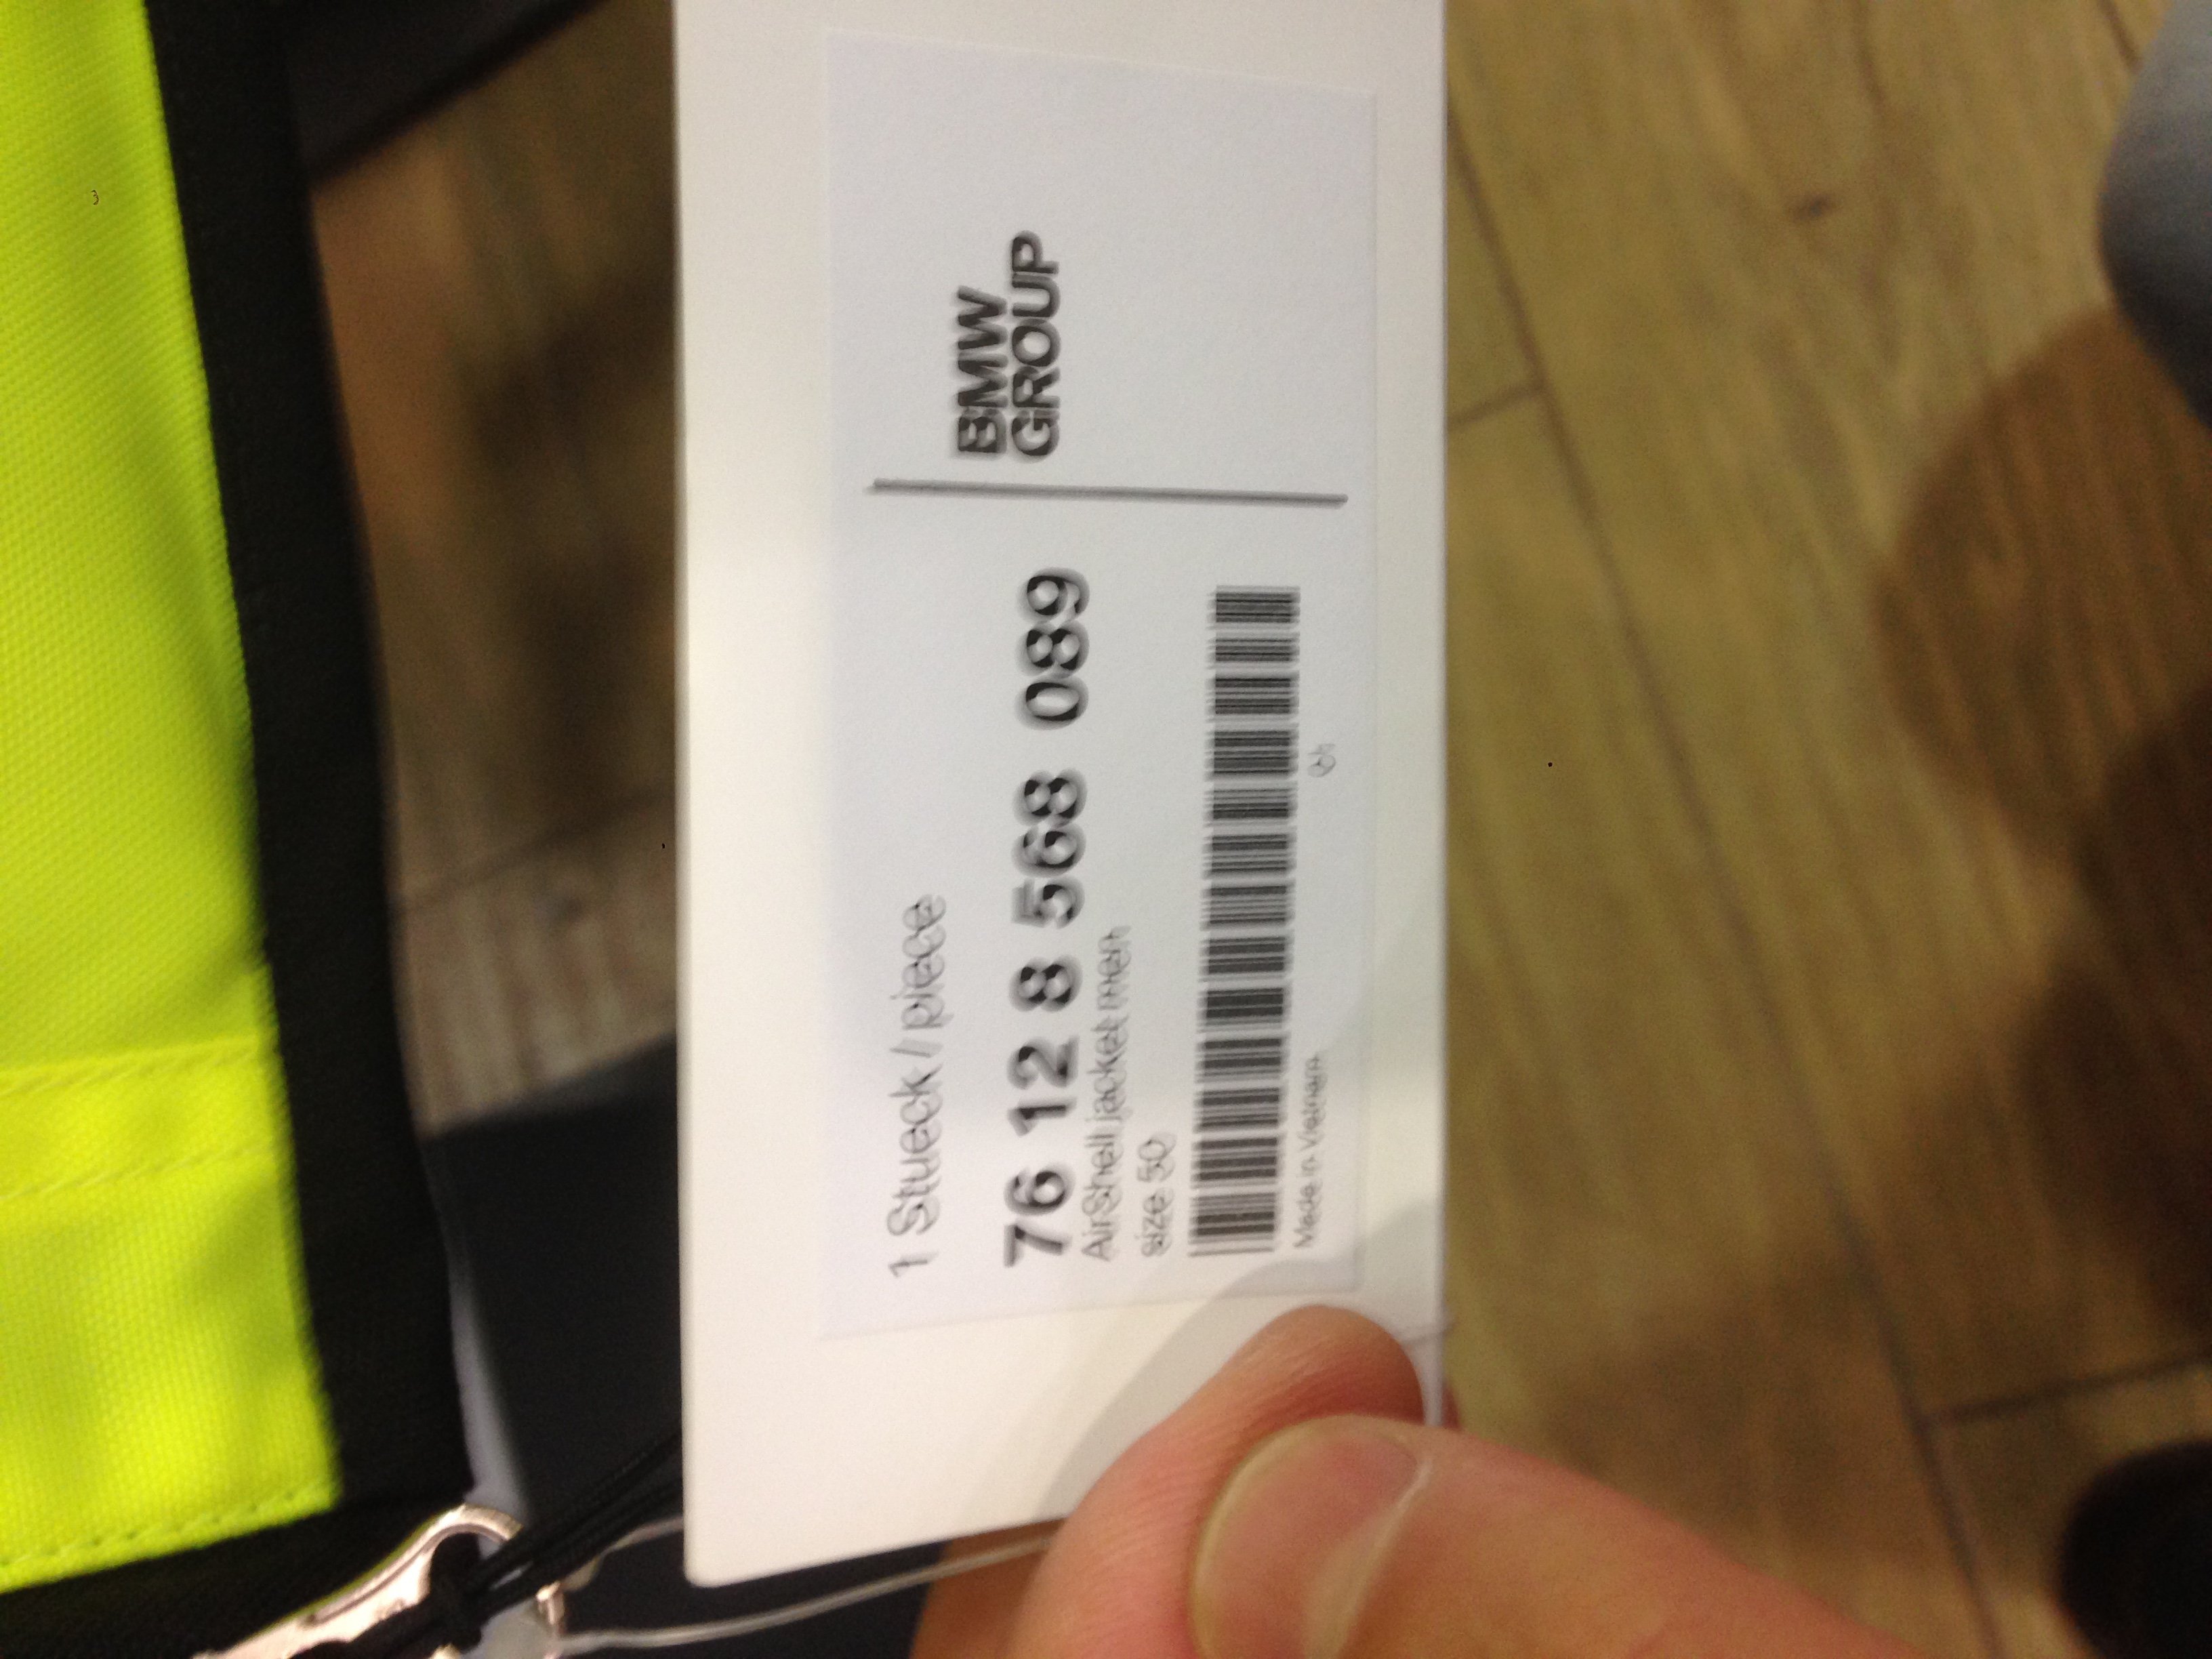 1 Stueck / piece
76 12 8 568 089
AirShell jacket men
size 50
Made in Vietnam
BMW
GROUP